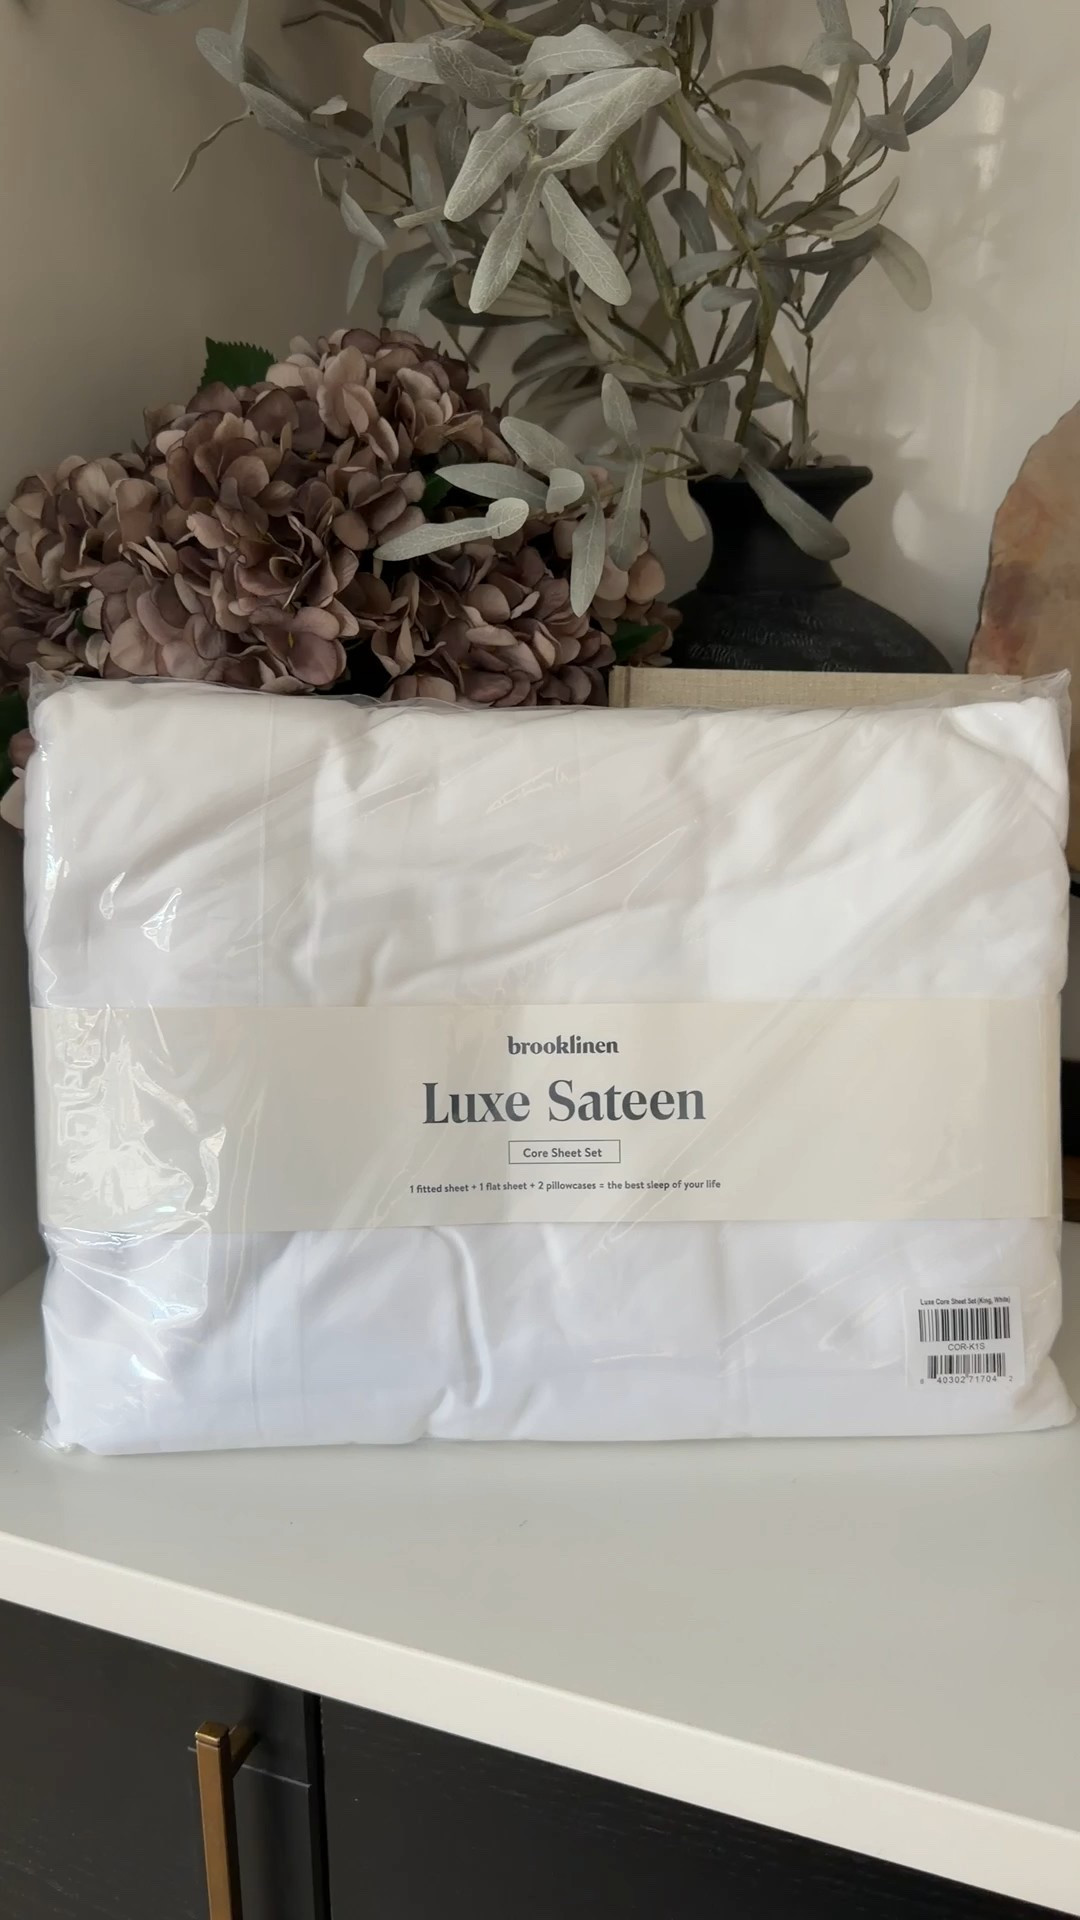 brooklinen
Luxe Sateen
Core Sheet Set
1 fitted sheet + 1 flat sheet + 2 pillowcases = the best sleep of your life
Luxe Core Sheet Set (King, White)
COR-K1S
8 40302 71704 2